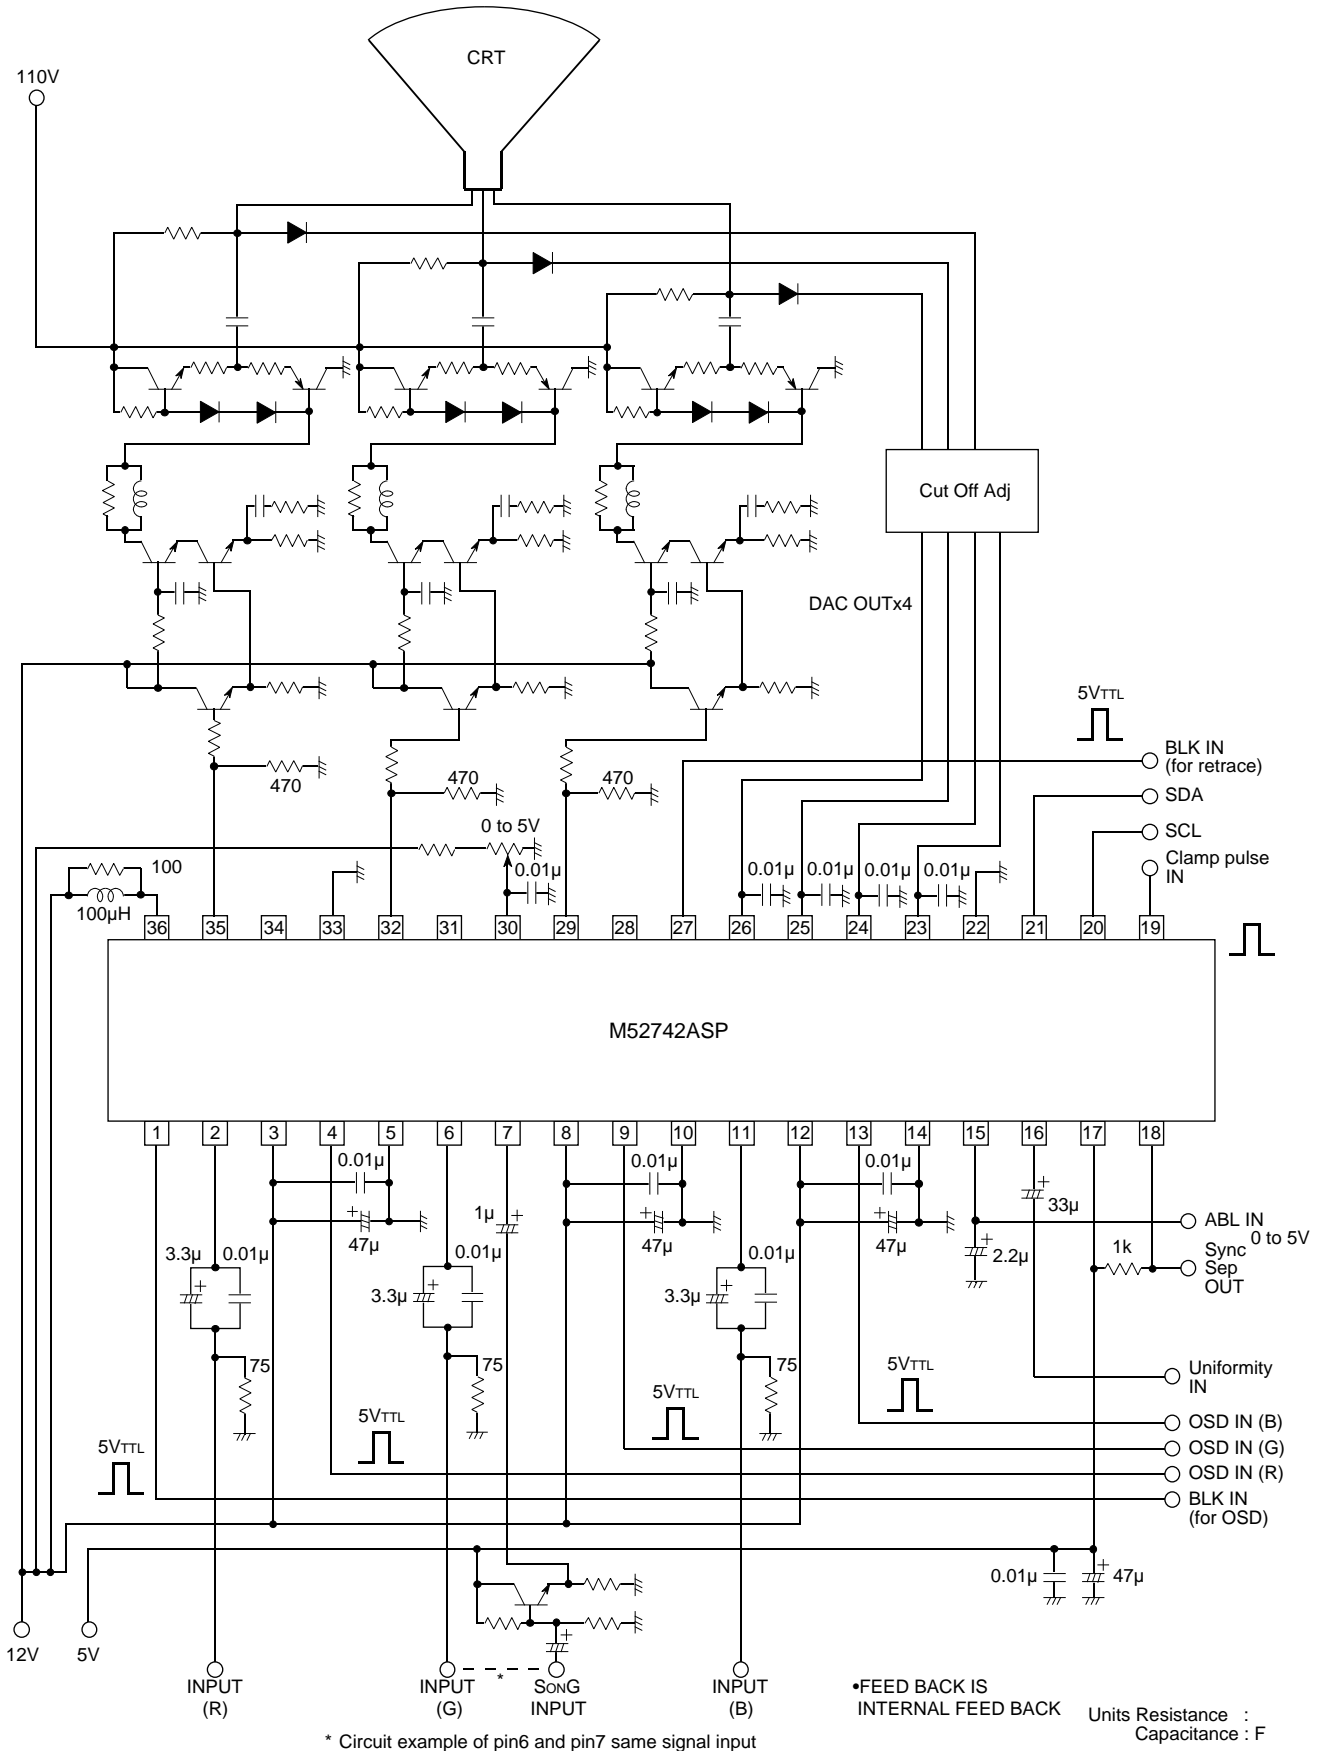 CRT
110V
Cut Off Adj
DAC OUTx4
5VTTL
BLK IN
(for retrace)
SDA
SCL
Clamp pulse
IN
470
470
470
0 to 5V
100
100µH
0.01µ
0.01µ
0.01µ
0.01µ
0.01µ
36
35
34
33
32
31
30
29
28
27
26
25
24
23
22
21
20
19
M52742ASP
1
2
3
4
5
6
7
8
9
10
11
12
13
14
15
16
17
18
0.01µ
0.01µ
0.01µ
33µ
1µ
47µ
47µ
47µ
2.2µ
1k
ABL IN
0 to 5V
Sync
Sep
OUT
3.3µ
0.01µ
3.3µ
0.01µ
3.3µ
0.01µ
75
75
75
Uniformity
IN
5VTTL
5VTTL
5VTTL
5VTTL
OSD IN (B)
OSD IN (G)
OSD IN (R)
BLK IN
(for OSD)
0.01µ
47µ
12V
5V
INPUT
(R)
INPUT
(G)
*
SONG
INPUT
INPUT
(B)
•FEED BACK IS
INTERNAL FEED BACK
Units Resistance :
Capacitance : F
* Circuit example of pin6 and pin7 same signal input